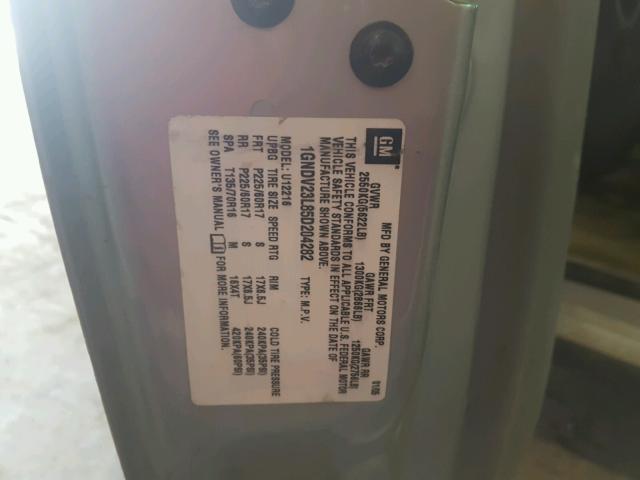 GM
MFD BY GENERAL MOTORS CORP. 01/05
GVWR GAWR FRT GAWR RR
2550KG(5622LB) 1300KG(2866LB) 1250KG(2756LB)
THIS VEHICLE CONFORMS TO ALL APPLICABLE U.S. FEDERAL MOTOR
VEHICLE SAFETY STANDARDS IN EFFECT ON THE DATE OF
MANUFACTURE SHOWN ABOVE.
1GNDV23L85D204282 TYPE: M.P.V.
MODEL: U12216
UPBG TIRE SIZE SPEED RTG RIM COLD TIRE PRESSURE
FRT P225/60R17 S 17X6.5J 240KPA(35PSI)
RR P225/60R17 S 17X6.5J 240KPA(35PSI)
SPA T135/70R16 M 16X4T 420KPA(60PSI)
SEE OWNER'S MANUAL FOR MORE INFORMATION.